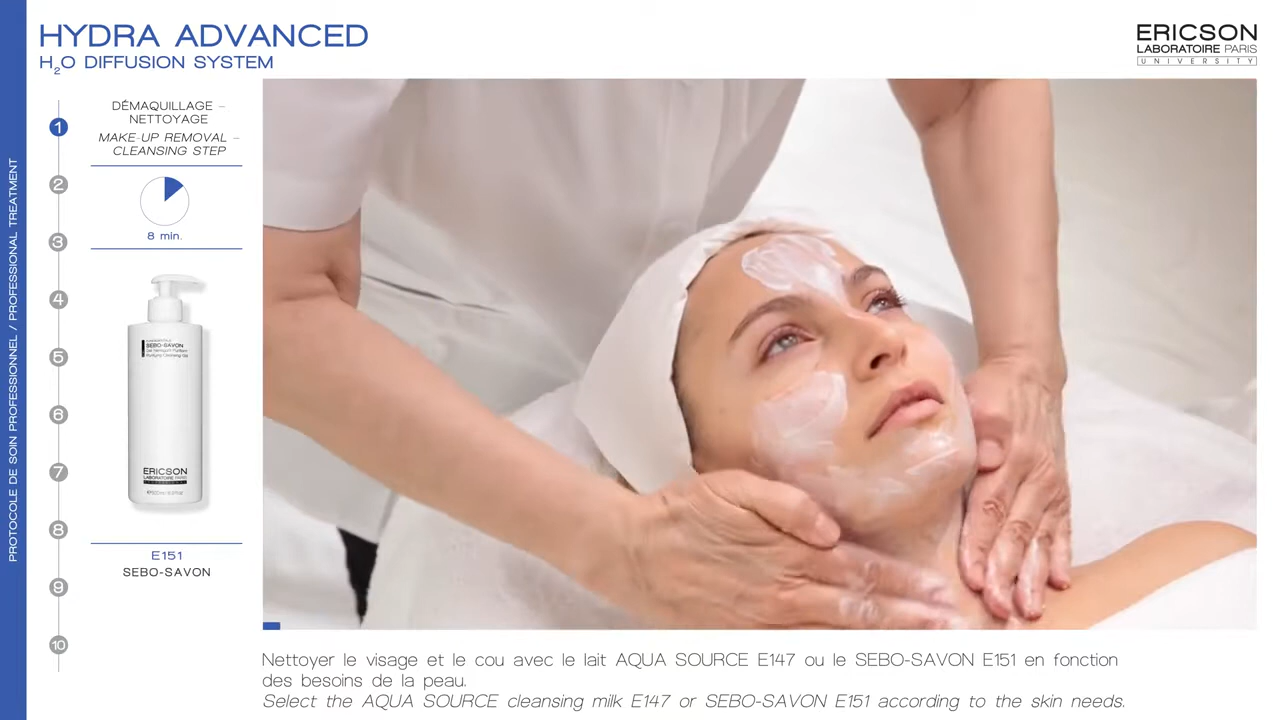 HYDRA ADVANCED
H₂O DIFFUSION SYSTEM
ERICSON
LABORATOIRE PARIS
UNIVERSITY
PROTOCOLE DE SOIN PROFESSIONNEL / PROFESSIONAL TREATMENT
1
2
3
4
5
6
7
8
9
10
DÉMAQUILLAGE –
NETTOYAGE
MAKE-UP REMOVAL –
CLEANSING STEP
8 min.
SEBO-SAVON
ERICSON
LABORATOIRE PARIS
E151
SEBO-SAVON
Nettoyer le visage et le cou avec le lait AQUA SOURCE E147 ou le SEBO-SAVON E151 en fonction
des besoins de la peau.
Select the AQUA SOURCE cleansing milk E147 or SEBO-SAVON E151 according to the skin needs.